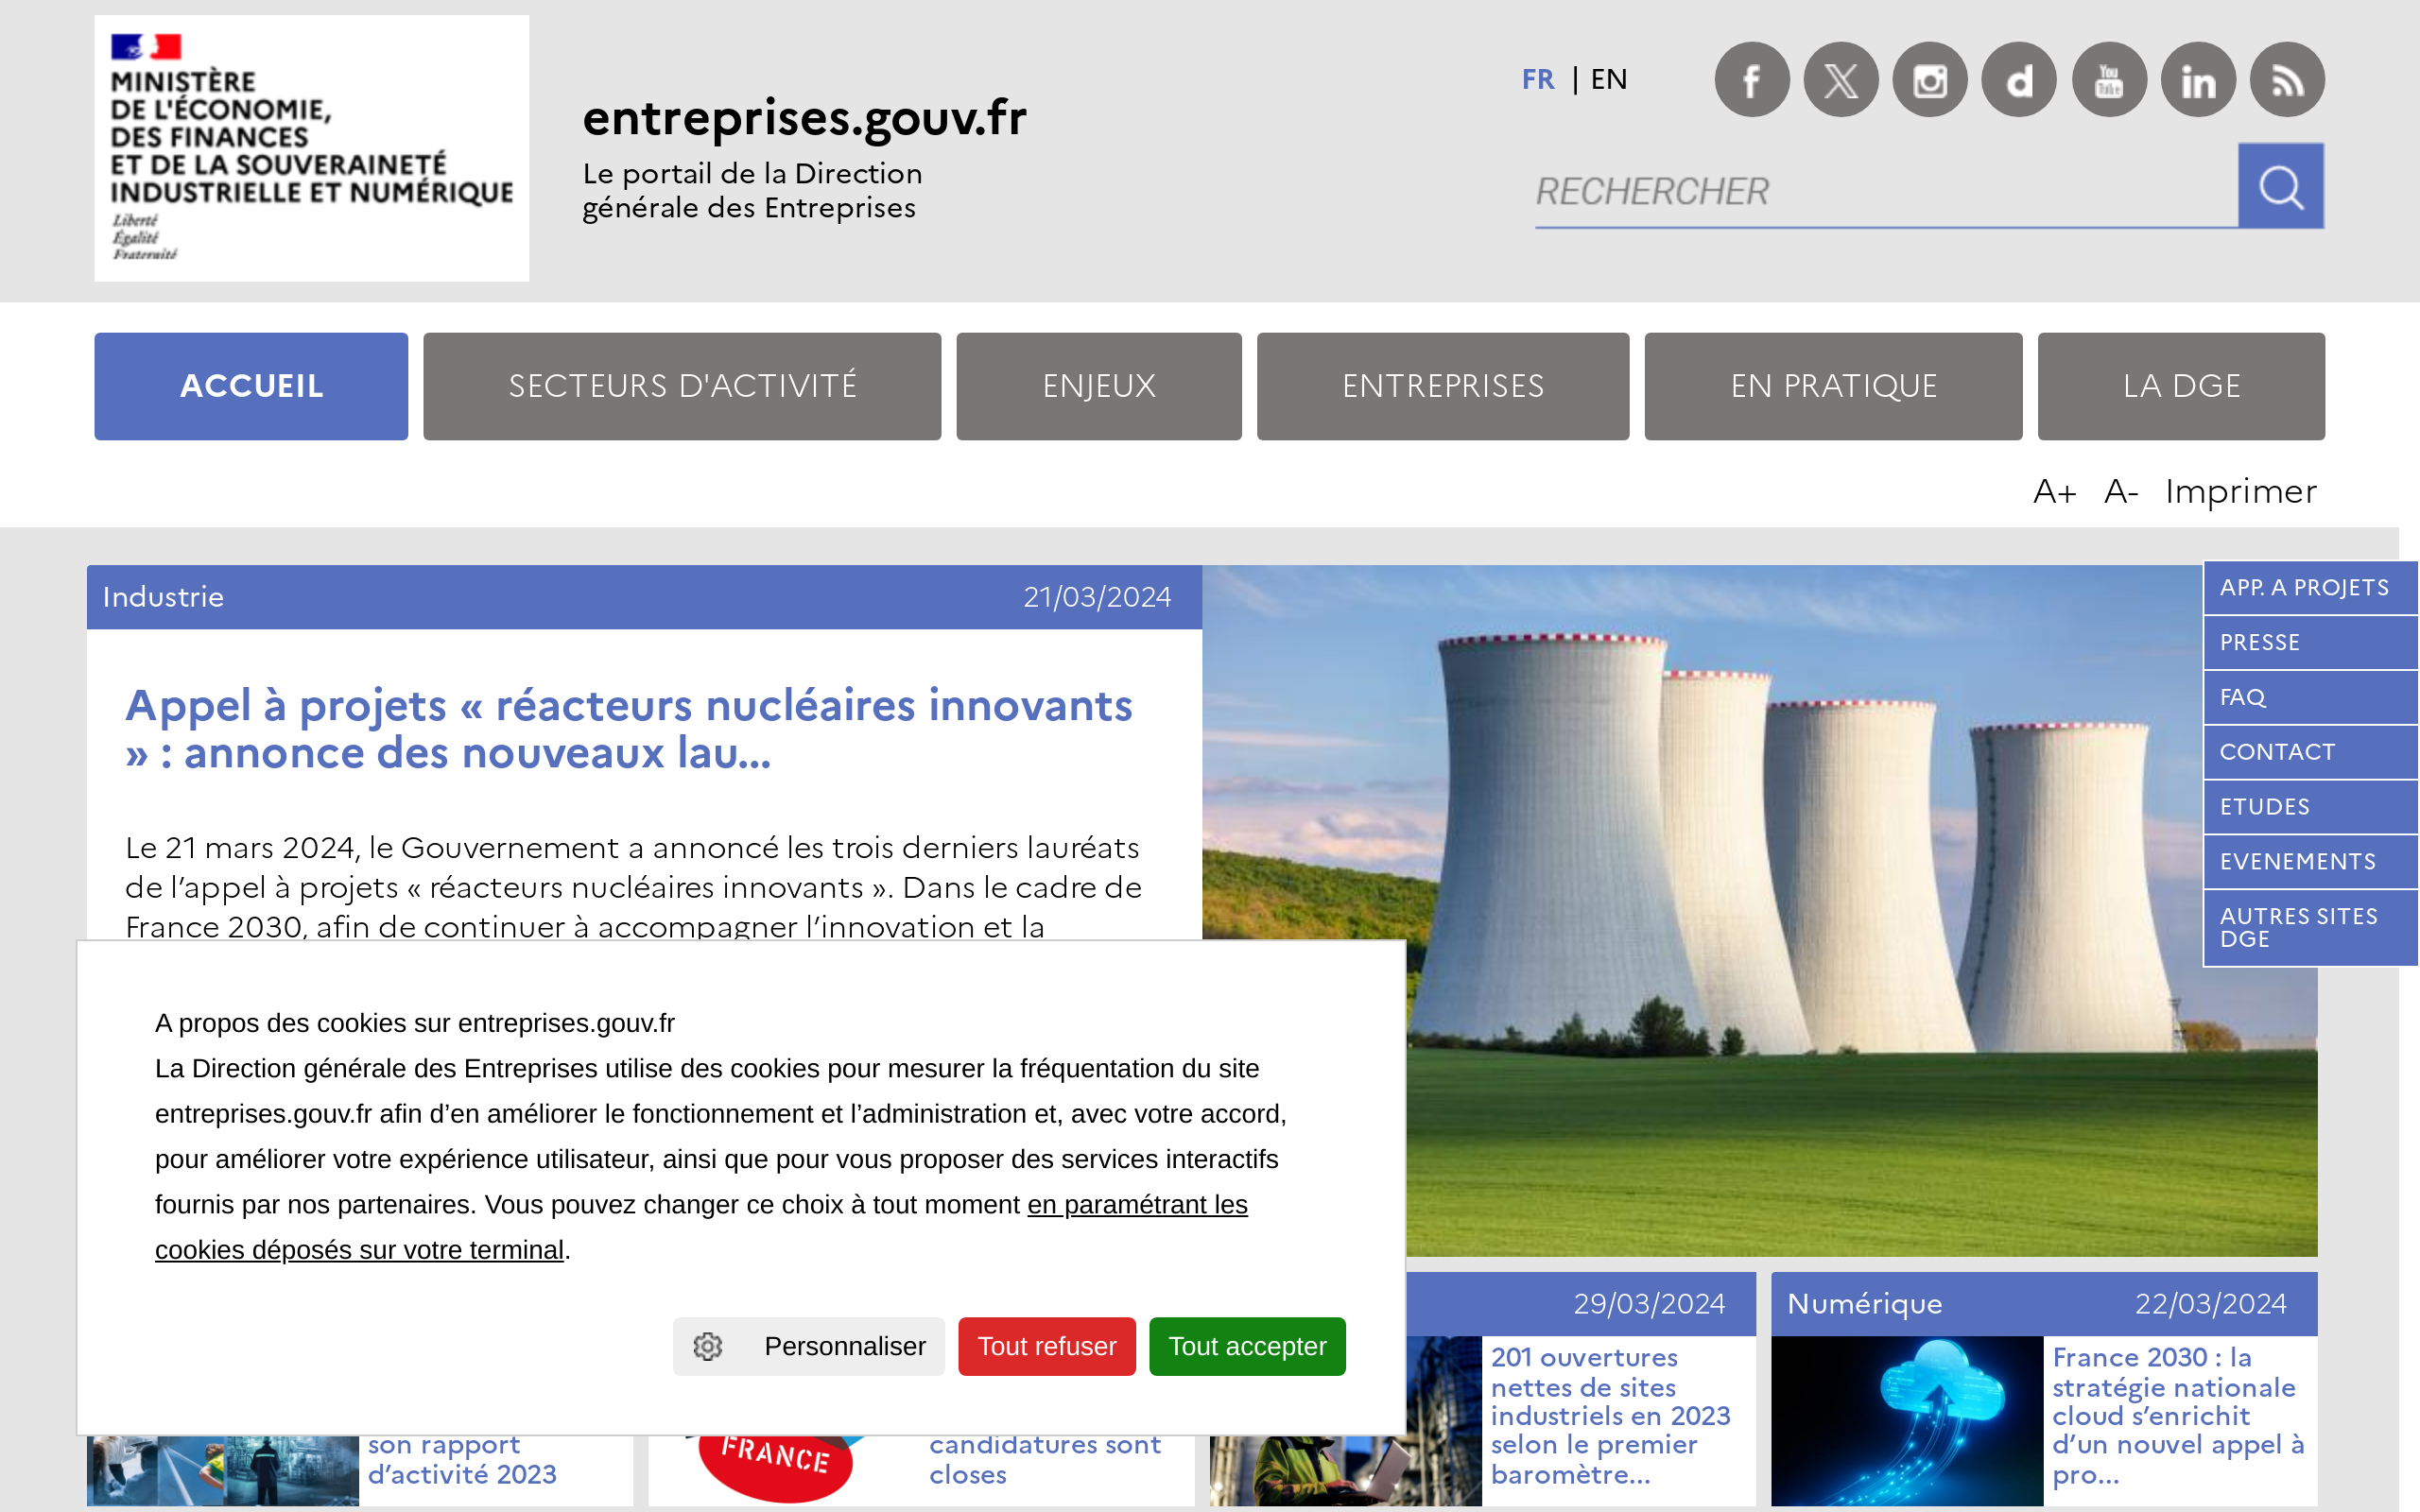 MINISTÈRE
DE L'ÉCONOMIE,
DES FINANCES
ET DE LA SOUVERAINETÉ
INDUSTRIELLE ET NUMÉRIQUE
Liberté
Égalité
Fraternité
entreprises.gouv.fr
Le portail de la Direction
générale des Entreprises
FR | EN
You
Tube
RECHERCHER
ACCUEIL
SECTEURS D'ACTIVITÉ
ENJEUX
ENTREPRISES
EN PRATIQUE
LA DGE
A+ A- Imprimer
Industrie 21/03/2024
Appel à projets « réacteurs nucléaires innovants
» : annonce des nouveaux lau...
Le 21 mars 2024, le Gouvernement a annoncé les trois derniers lauréats
de l’appel à projets « réacteurs nucléaires innovants ». Dans le cadre de
France 2030, afin de continuer à accompagner l’innovation et la
APP. A PROJETS
PRESSE
FAQ
CONTACT
ETUDES
EVENEMENTS
AUTRES SITES
DGE
A propos des cookies sur entreprises.gouv.fr
La Direction générale des Entreprises utilise des cookies pour mesurer la fréquentation du site
entreprises.gouv.fr afin d’en améliorer le fonctionnement et l’administration et, avec votre accord,
pour améliorer votre expérience utilisateur, ainsi que pour vous proposer des services interactifs
fournis par nos partenaires. Vous pouvez changer ce choix à tout moment en paramétrant les
cookies déposés sur votre terminal.
Personnaliser
Tout refuser
Tout accepter
son rapport
d’activité 2023
FRANCE
candidatures sont
closes
29/03/2024
201 ouvertures
nettes de sites
industriels en 2023
selon le premier
baromètre...
Numérique 22/03/2024
France 2030 : la
stratégie nationale
cloud s’enrichit
d’un nouvel appel à
pro...